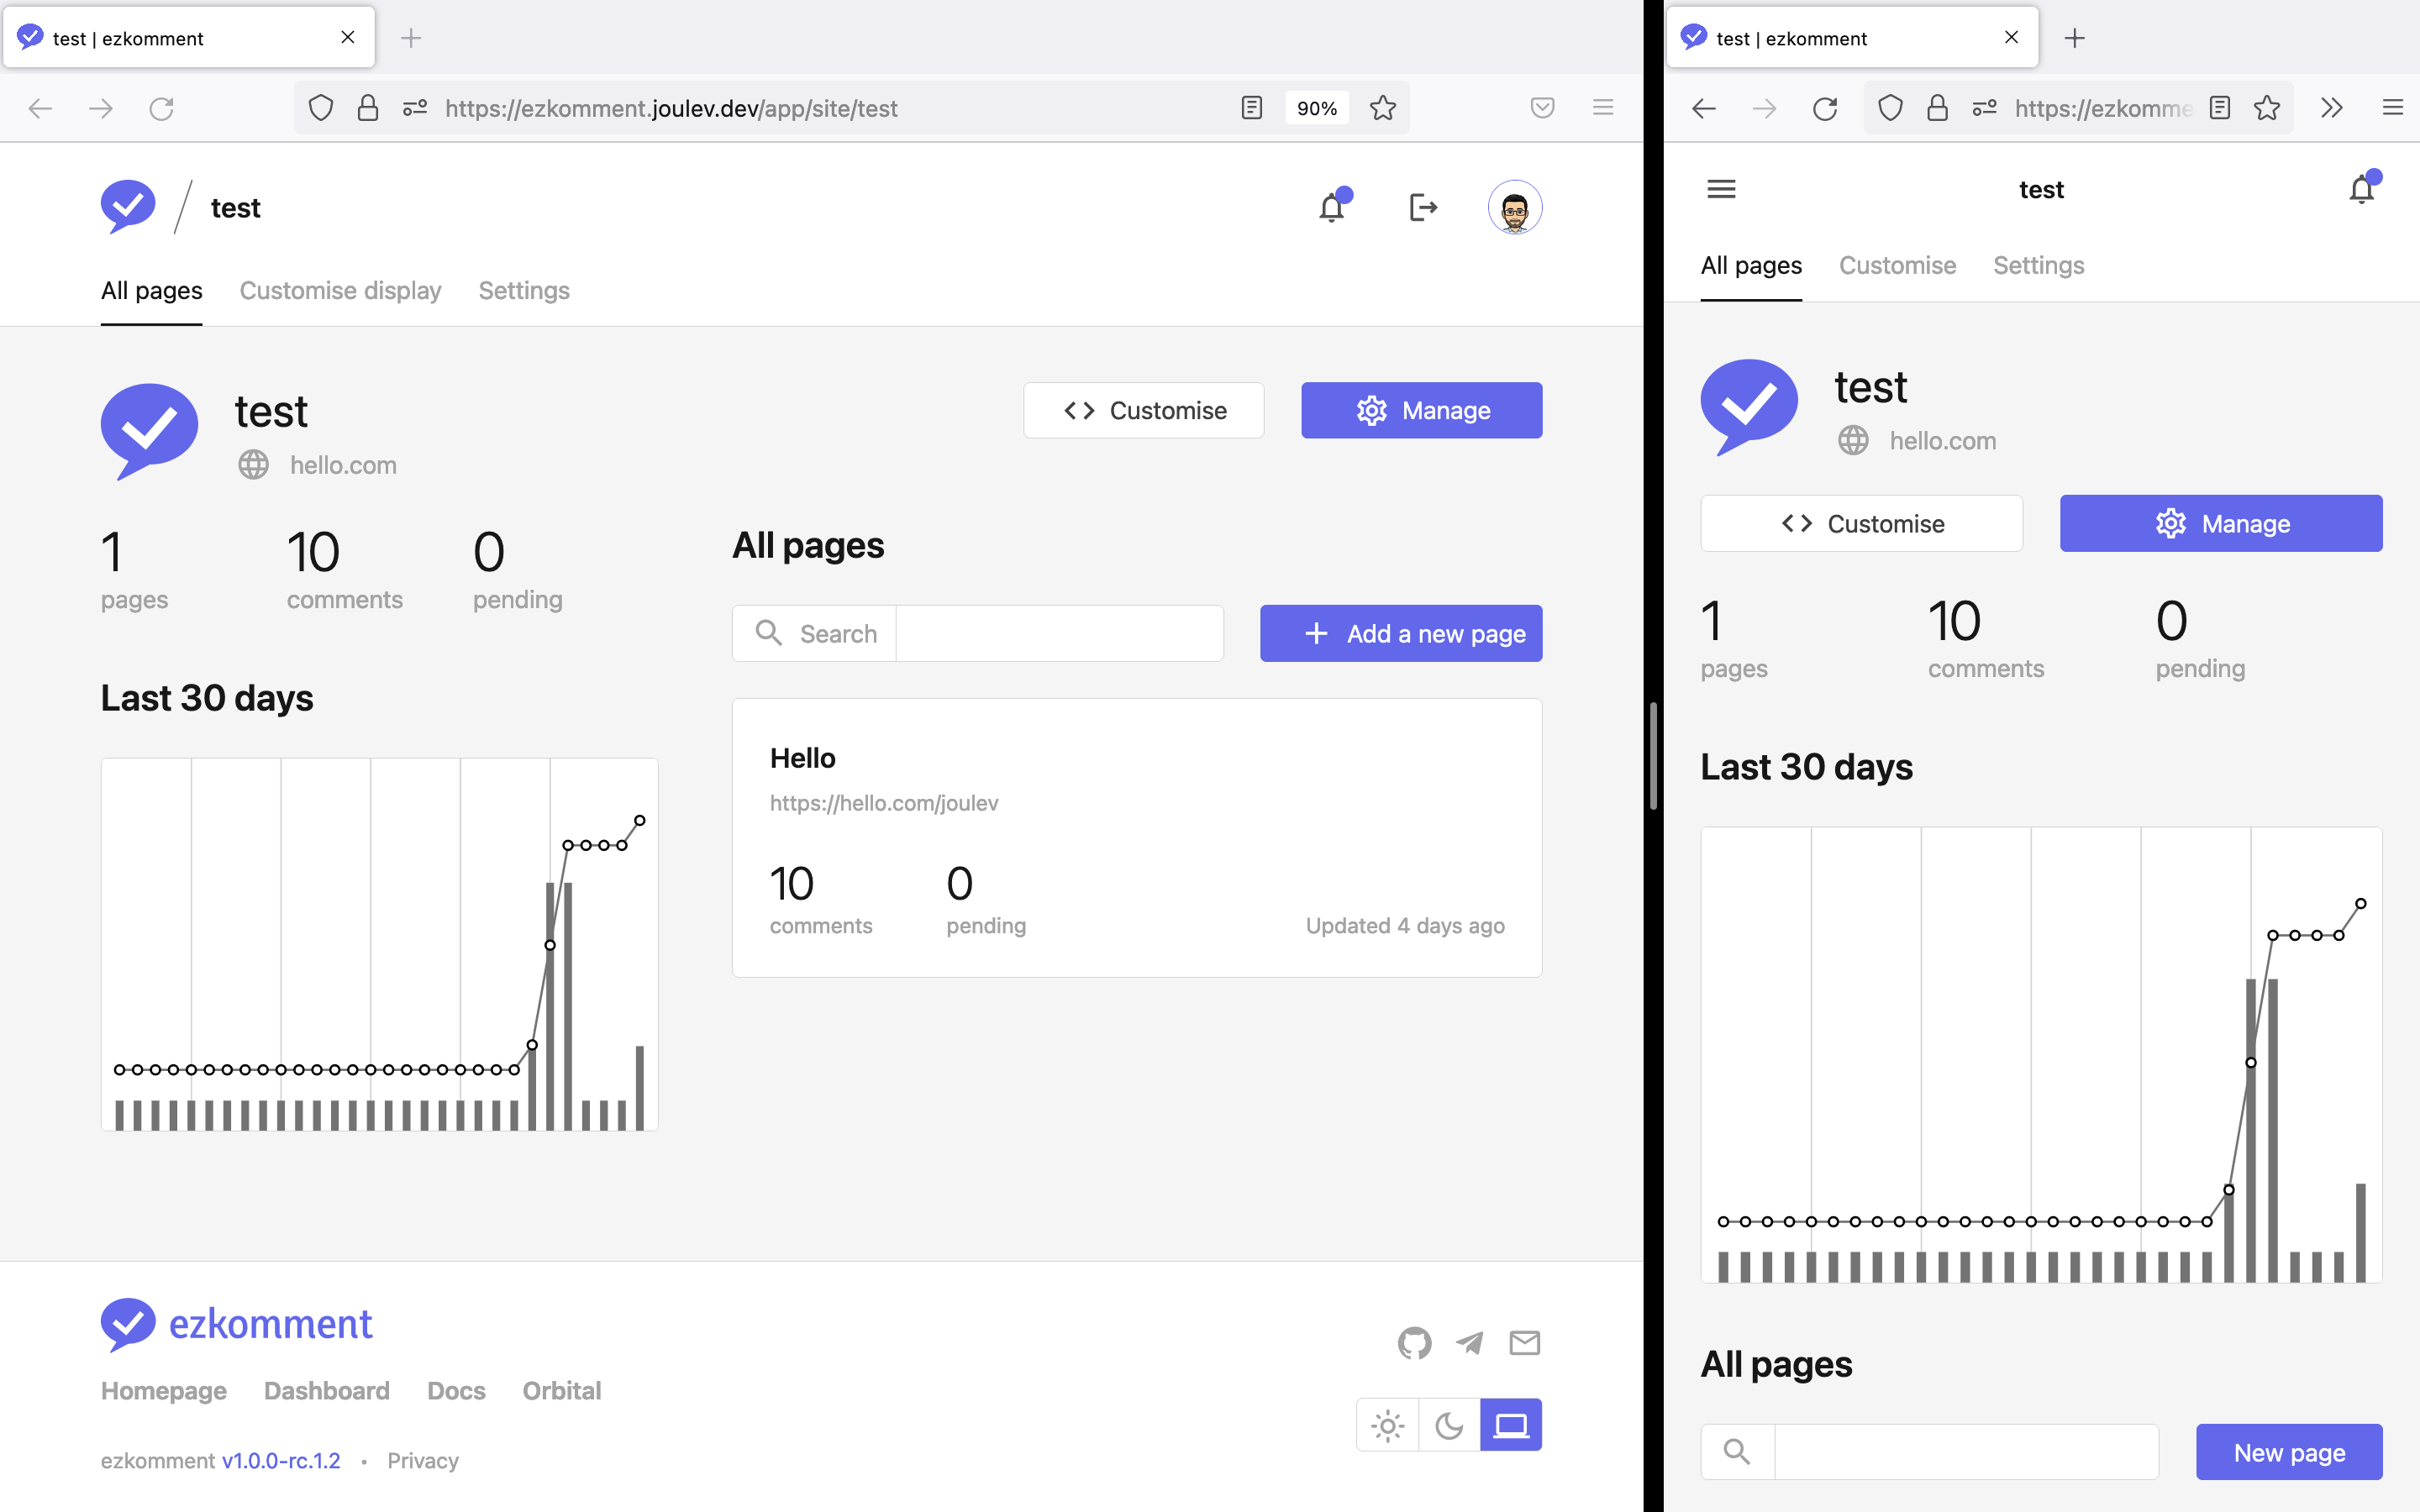 test | ezkomment
https://ezkomment.joulev.dev/app/site/test
90%
test
All pages
Customise display
Settings
test
hello.com
Customise
Manage
1
pages
10
comments
0
pending
Last 30 days
All pages
Search
Add a new page
Hello
https://hello.com/joulev
10
comments
0
pending
Updated 4 days ago
ezkomment
Homepage
Dashboard
Docs
Orbital
ezkomment v1.0.0-rc.1.2 • Privacy
test | ezkomment
https://ezkomme
test
All pages
Customise
Settings
test
hello.com
Customise
Manage
1
pages
10
comments
0
pending
Last 30 days
All pages
New page